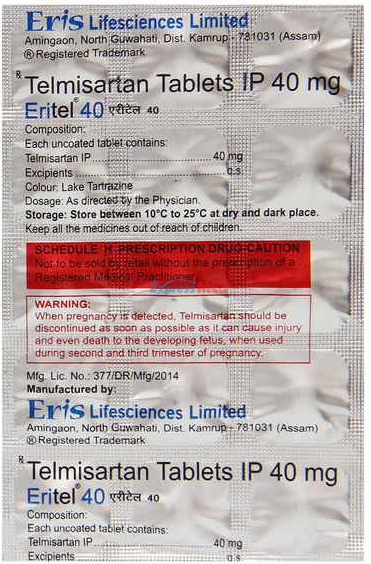 Eris Lifesciences Limited
Amingaon, North Guwahati, Dist. Kamrup - 781031 (Assam)
® Registered Trademark
℞ Telmisartan Tablets IP 40 mg
Eritel® 40 एरीटेल 40
Composition:
Each uncoated tablet contains:
Telmisartan IP.......................................40 mg
Excipients ............................................q.s
Colour: Lake Tartrazine
Dosage: As directed by the Physician.
Storage: Store between 10°C to 25°C at dry and dark place.
Keep all the medicines out of reach of children.
SCHEDULE H PRESCRIPTION DRUG-CAUTION
Not to be sold by retail without the prescription of a
Registered Medical Practitioner.
WARNING:
When pregnancy is detected, Telmisartan should be
discontinued as soon as possible as it can cause injury
and even death to the developing fetus, when used
during second and third trimester of pregnancy.
Mfg. Lic. No.: 377/DR/Mfg/2014
Manufactured by:
Eris Lifesciences Limited
Amingaon, North Guwahati, Dist. Kamrup - 781031 (Assam)
® Registered Trademark
℞ Telmisartan Tablets IP 40 mg
Eritel® 40 एरीटेल 40
Composition:
Each uncoated tablet contains:
Telmisartan IP.......................................40 mg
Excipients ............................................q.s